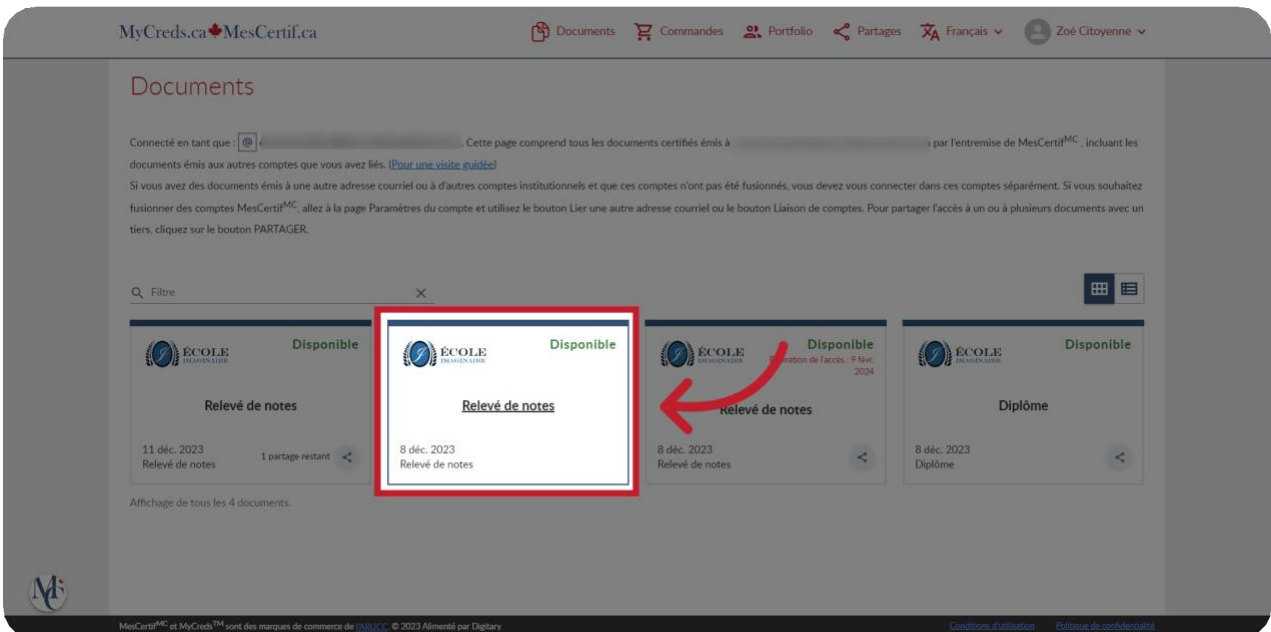 MyCreds.ca MesCertif.ca
Documents
Commandes
Portfolio
Partages
Français
Zoé Citoyenne
Documents
Connecté en tant que : @ . Cette page comprend tous les documents certifiés émis à par l'entremise de MesCertifMC , incluant les
documents émis aux autres comptes que vous avez liés. (Pour une visite guidée)
Si vous avez des documents émis à une autre adresse courriel ou à d'autres comptes institutionnels et que ces comptes n'ont pas été fusionnés, vous devez vous connecter dans ces comptes séparément. Si vous souhaitez
fusionner des comptes MesCertifMC, allez à la page Paramètres du compte et utilisez le bouton Lier une autre adresse courriel ou le bouton Liaison de comptes. Pour partager l'accès à un ou à plusieurs documents avec un
tiers, cliquez sur le bouton PARTAGER.
Filtre
ÉCOLE
IMAGINAIRE
Disponible
Relevé de notes
11 déc. 2023
Relevé de notes
1 partage restant
ÉCOLE
IMAGINAIRE
Disponible
Relevé de notes
8 déc. 2023
Relevé de notes
ÉCOLE
IMAGINAIRE
Disponible
de l'accès : 9 févr.
2024
Relevé de notes
8 déc. 2023
Relevé de notes
ÉCOLE
IMAGINAIRE
Disponible
Diplôme
8 déc. 2023
Diplôme
Affichage de tous les 4 documents.
MesCertifMC et MyCredsTM sont des marques de commerce de l'ARUCC. © 2023 Alimenté par Digitary
Conditions d'utilisation
Politique de confidentialité